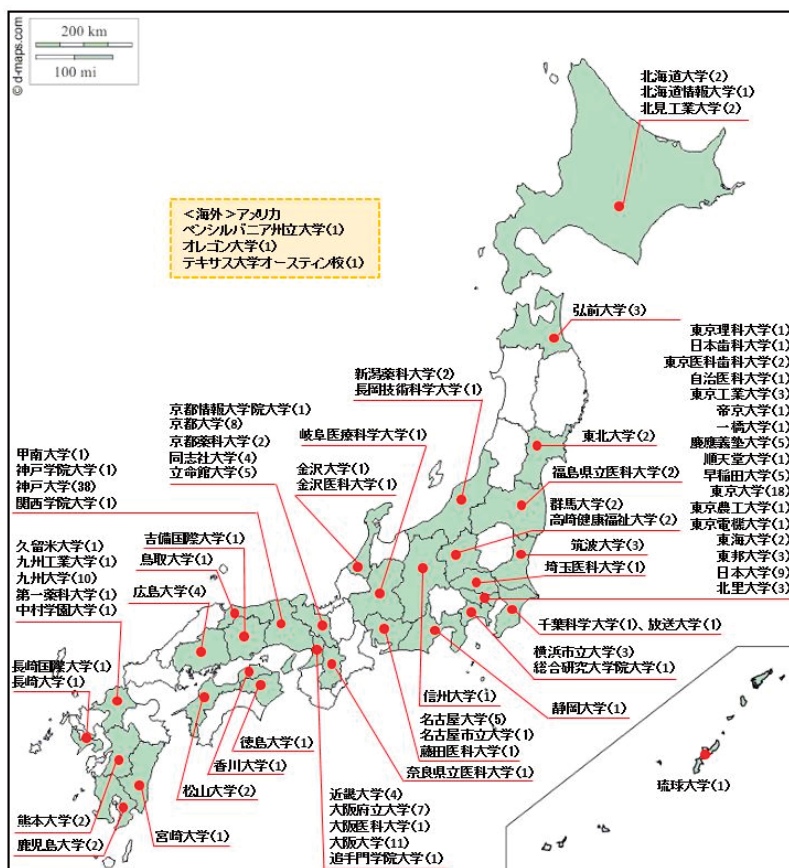 © d-maps.com
200 km
100 mi
北海道大学(2)
北海道情報大学(1)
北見工業大学(2)
＜海外＞アメリカ
ペンシルバニア州立大学(1)
オレゴン大学(1)
テキサス大学オースティン校(1)
弘前大学(3)
東京理科大学(1)
日本歯科大学(1)
東京医科歯科大学(2)
自治医科大学(1)
東京工業大学(3)
帝京大学(1)
一橋大学(1)
慶應義塾大学(5)
順天堂大学(1)
早稲田大学(5)
東京大学(18)
東京農工大学(1)
東京電機大学(1)
東海大学(2)
東邦大学(3)
日本大学(9)
北里大学(3)
新潟薬科大学(2)
長岡技術科学大学(1)
京都情報大学院大学(1)
京都大学(8)
京都薬科大学(2)
同志社大学(4)
立命館大学(5)
岐阜医療科学大学(1)
東北大学(2)
甲南大学(1)
神戸学院大学(1)
神戸大学(38)
関西学院大学(1)
金沢大学(1)
金沢医科大学(1)
福島県立医科大学(2)
群馬大学(2)
高崎健康福祉大学(2)
久留米大学(1)
九州工業大学(1)
九州大学(10)
第一薬科大学(1)
中村学園大学(1)
吉備国際大学(1)
鳥取大学(1)
広島大学(4)
筑波大学(3)
埼玉医科大学(1)
千葉科学大学(1)、放送大学(1)
横浜市立大学(3)
総合研究大学院大学(1)
長崎国際大学(1)
長崎大学(1)
信州大学(1)
静岡大学(1)
名古屋大学(5)
名古屋市立大学(1)
藤田医科大学(1)
奈良県立医科大学(1)
徳島大学(1)
香川大学(1)
松山大学(2)
近畿大学(4)
大阪府立大学(7)
大阪医科大学(1)
大阪大学(11)
追手門学院大学(1)
熊本大学(2)
鹿児島大学(2)
宮崎大学(1)
琉球大学(1)